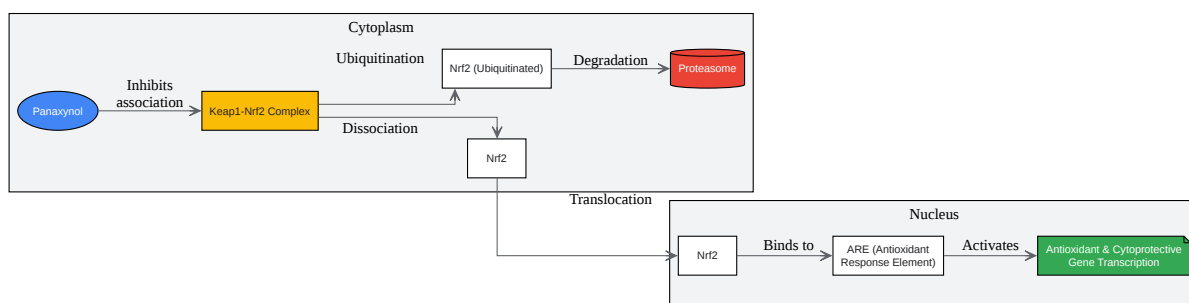 Cytoplasm
Ubiquitination
Nrf2 (Ubiquitinated)
Degradation
Proteasome
Panaxynol
Inhibits
association
Keap1-Nrf2 Complex
Dissociation
Nrf2
Translocation
Nucleus
Nrf2
Binds to
ARE (Antioxidant
Response Element)
Activates
Antioxidant & Cytoprotective
Gene Transcription